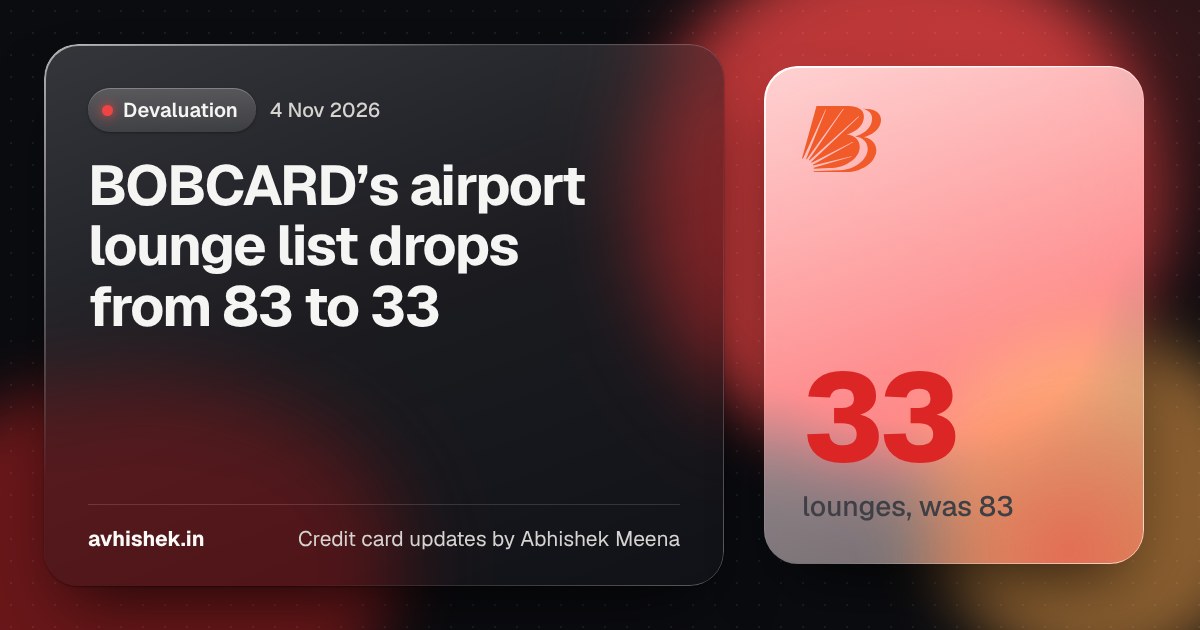 Devaluation
4 Nov 2026
BOBCARD’s airport
lounge list drops
from 83 to 33
avhishek.in
Credit card updates by Abhishek Meena
33
lounges, was 83